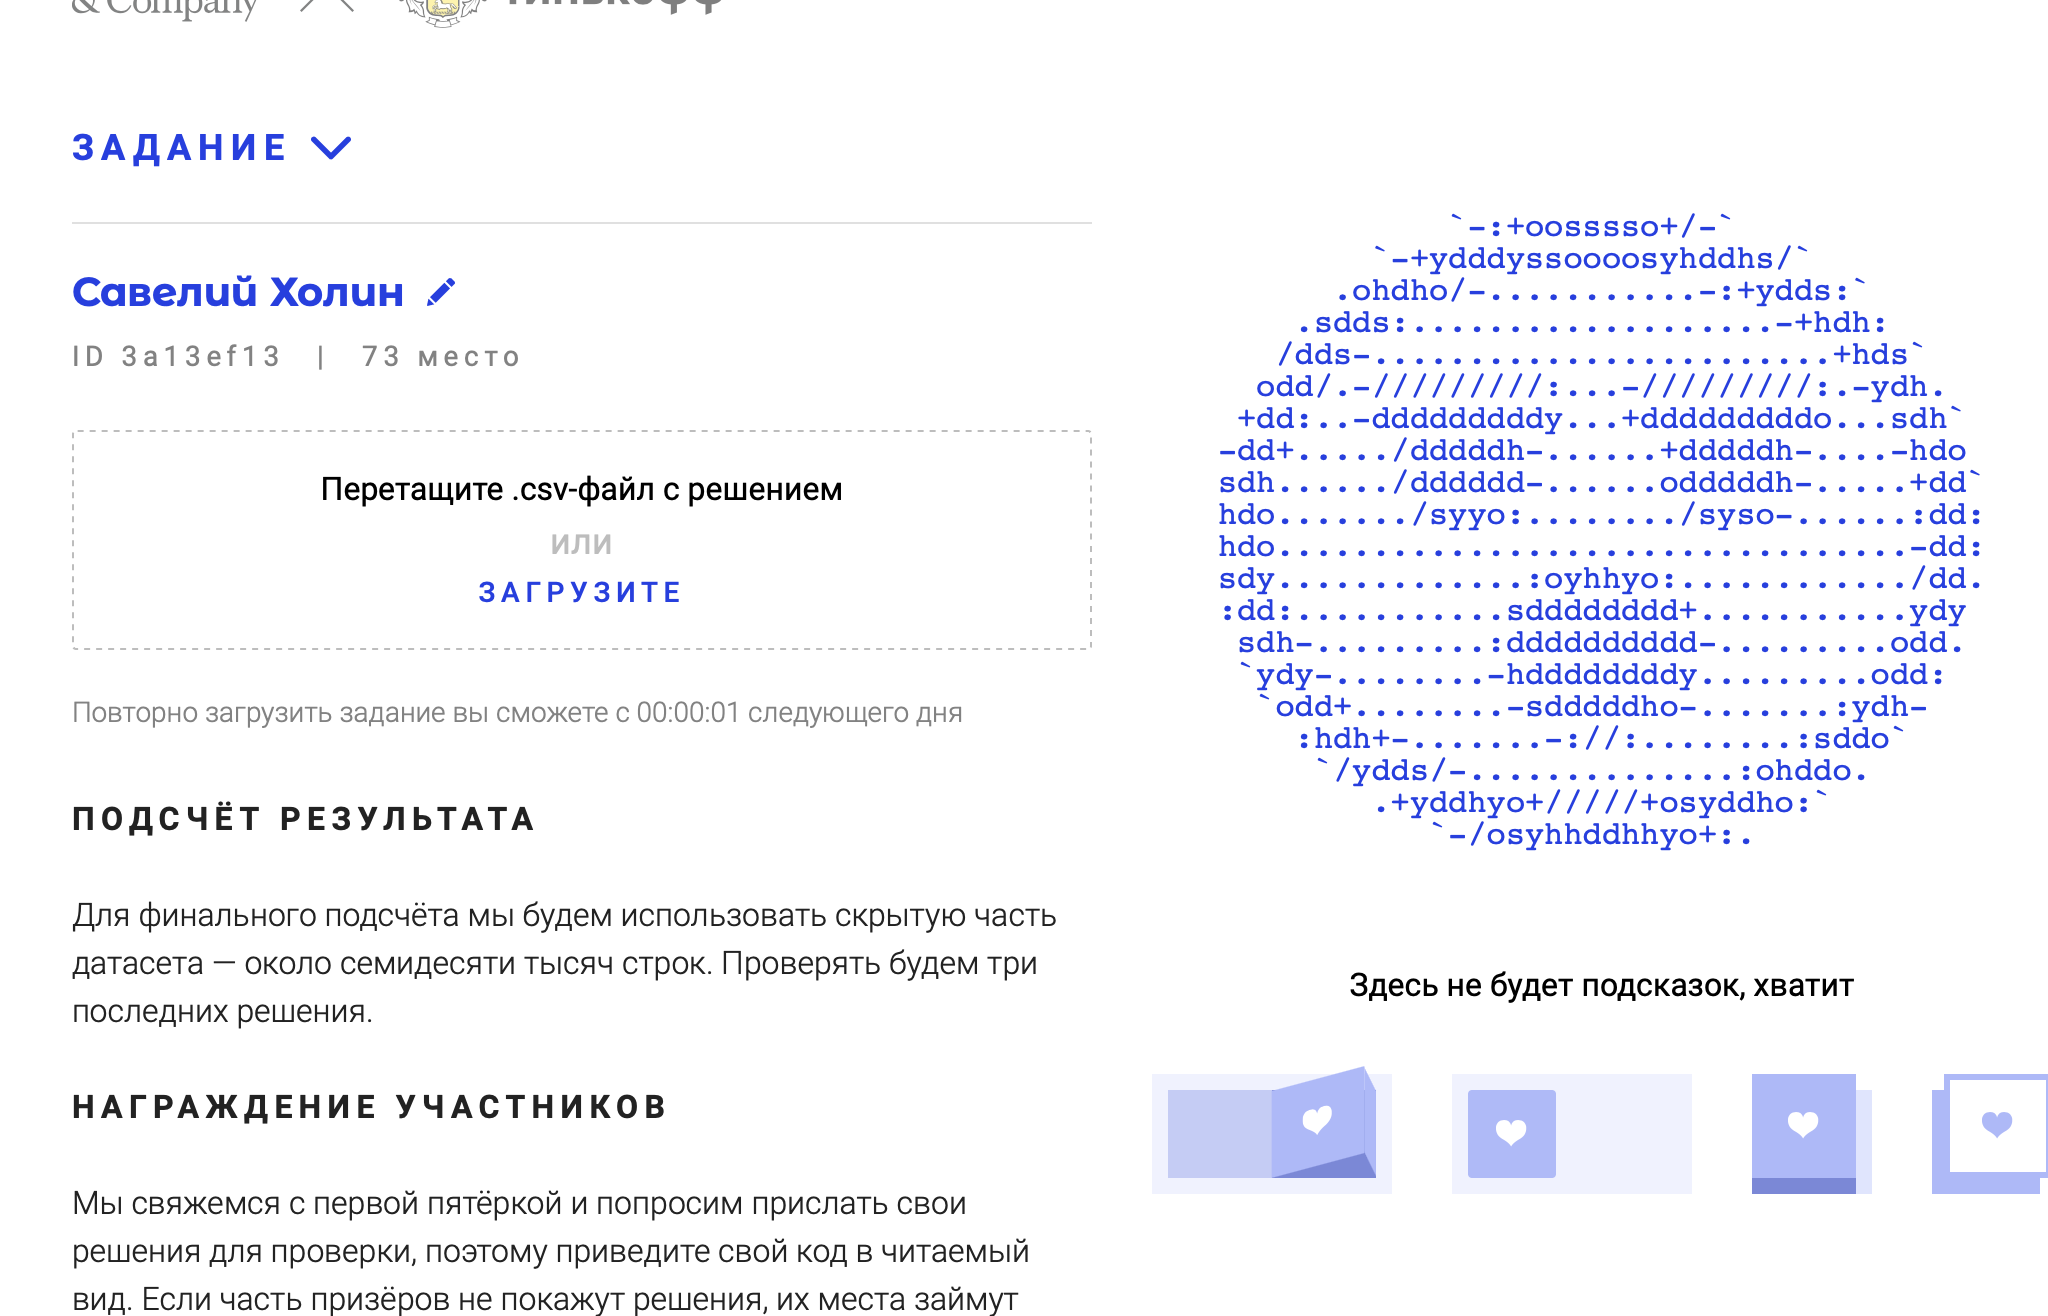 & Company
ТИНЬКОФФ
ЗАДАНИЕ
Савелий Холин
ID 3a13ef13 | 73 место
Перетащите .csv-файл с решением
ИЛИ
ЗАГРУЗИТЕ
Повторно загрузить задание вы сможете с 00:00:01 следующего дня
ПОДСЧЁТ РЕЗУЛЬТАТА
Для финального подсчёта мы будем использовать скрытую часть
датасета — около семидесяти тысяч строк. Проверять будем три
последних решения.
НАГРАЖДЕНИЕ УЧАСТНИКОВ
Мы свяжемся с первой пятёркой и попросим прислать свои
решения для проверки, поэтому приведите свой код в читаемый
вид. Если часть призёров не покажут решения, их места займут
`-:+oosssso+/-`
`-+ydddyssoooosyhddhs/`
.ohdho/-...........-:+ydds:`
.sdds:...................-+hdh:
/dds-........................+hds`
odd/.-/////////:...-/////////:.-ydh.
+dd:..-dddddddddy...+dddddddddo...sdh`
-dd+...../dddddh-......+dddddh-....-hdo
sdh....../dddddd-......odddddh-.....+dd`
hdo......./syyo:......../syso-......:dd:
hdo..................................-dd:
sdy.............:oyhhyo:............/dd.
:dd:...........sdddddddd+...........ydy
sdh-.........:dddddddddd-.........odd.
`ydy-........-hddddddddy.........odd:
`odd+........-sdddddho-.......:ydh-
:hdh+-.......-://:........:sddo`
`/ydds/-..............:ohddo.
.+yddhyo+/////+osyddho:`
`-/osyhhddhhyo+:.
Здесь не будет подсказок, хватит